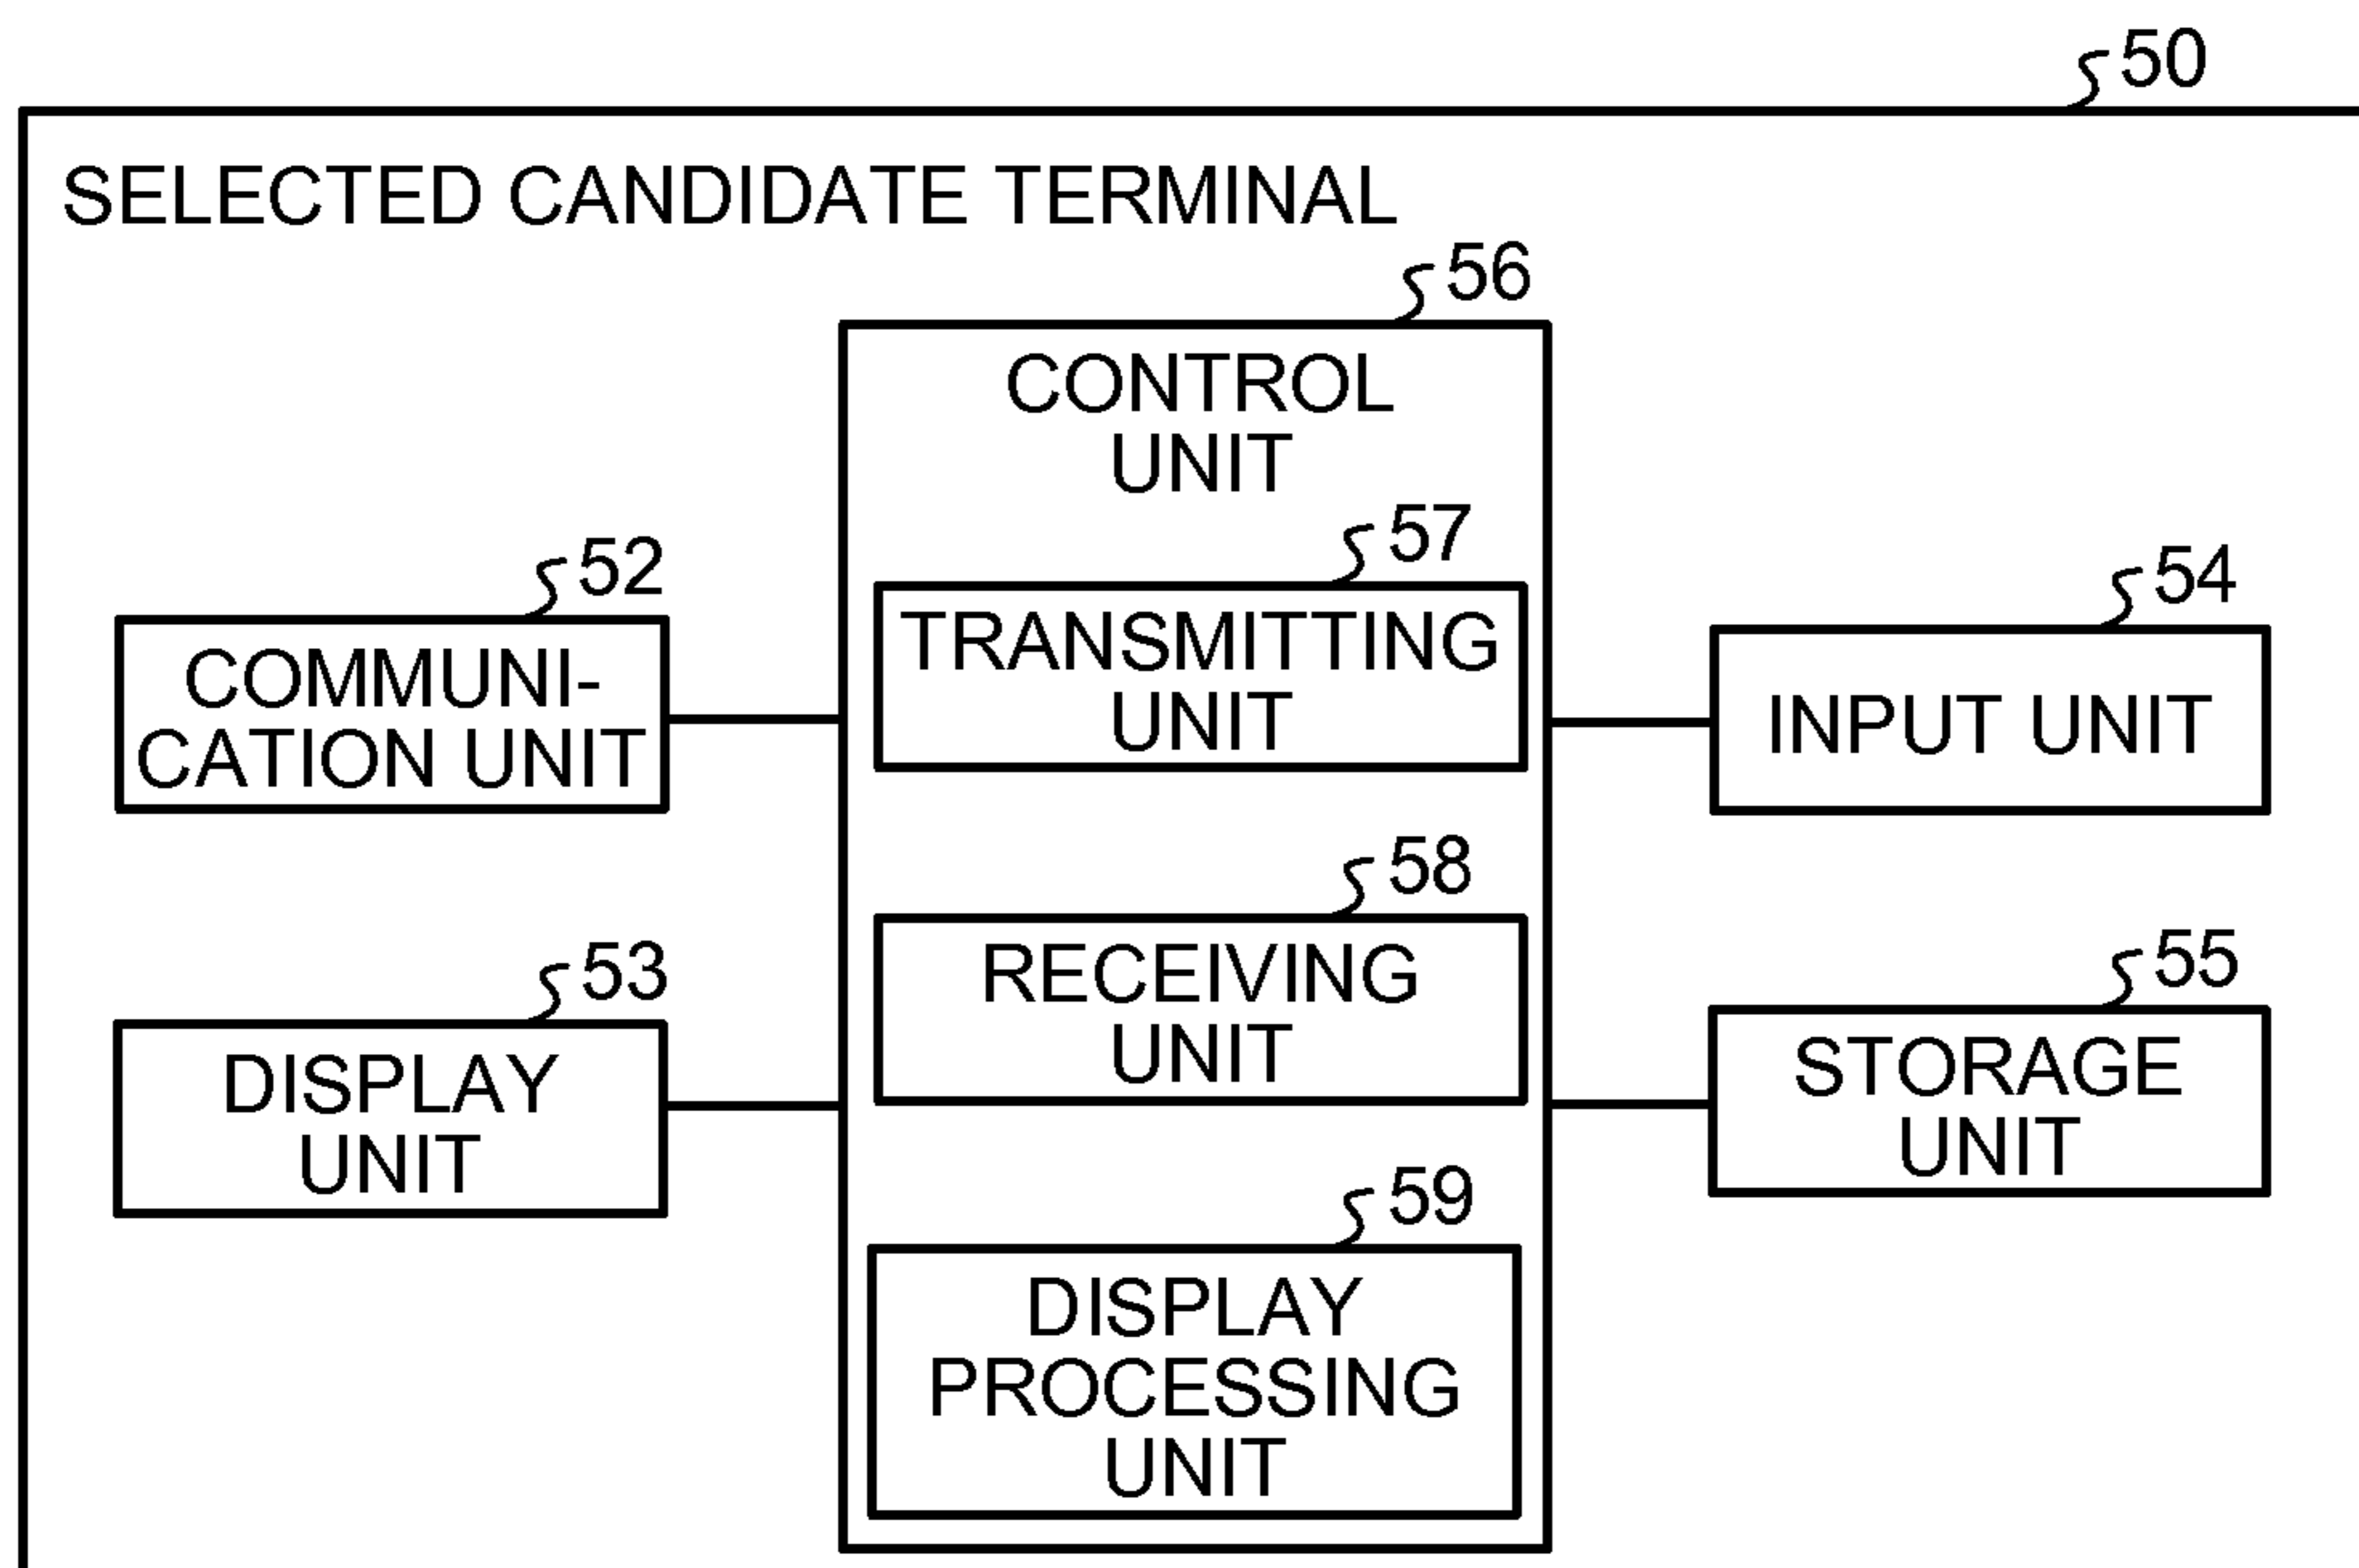 50
SELECTED CANDIDATE TERMINAL
56
CONTROL
UNIT
57
TRANSMITTING
UNIT
52
COMMUNI-
CATION UNIT
54
INPUT UNIT
58
RECEIVING
UNIT
53
DISPLAY
UNIT
55
STORAGE
UNIT
59
DISPLAY
PROCESSING
UNIT